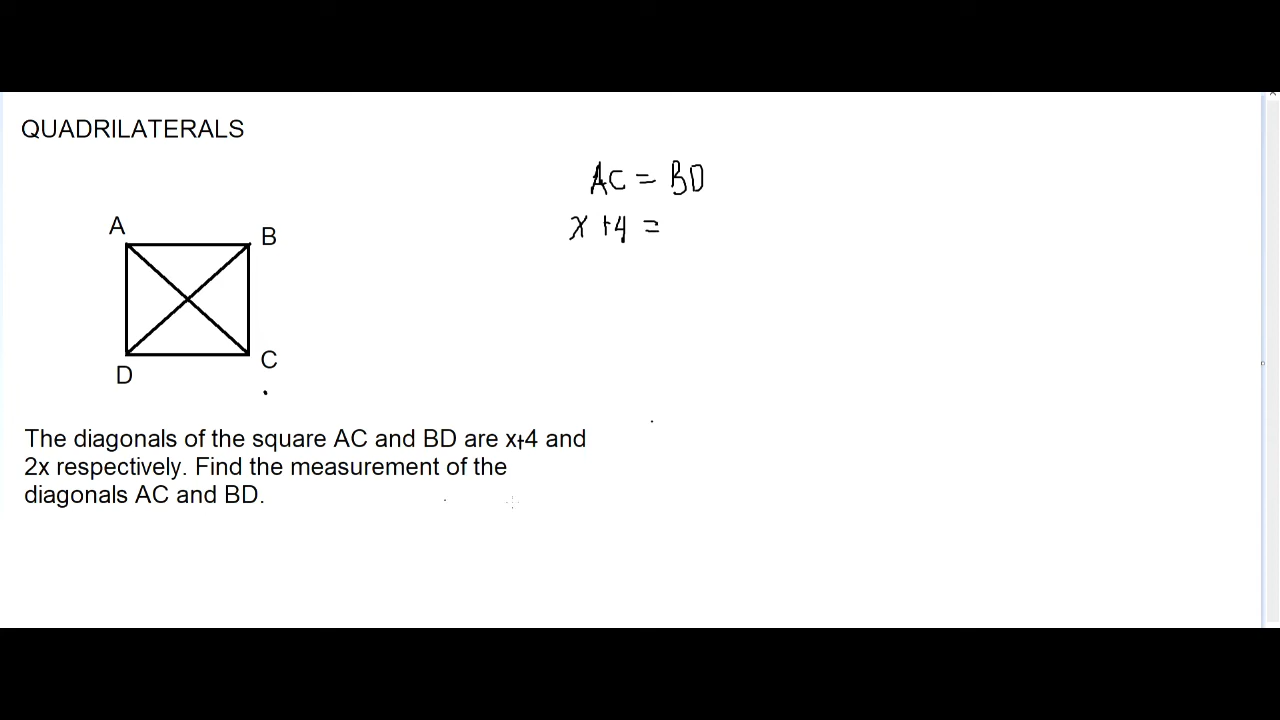 QUADRILATERALS
AC = BD
x + 4 =
A
B
C
D
The diagonals of the square AC and BD are x+4 and
2x respectively. Find the measurement of the
diagonals AC and BD.